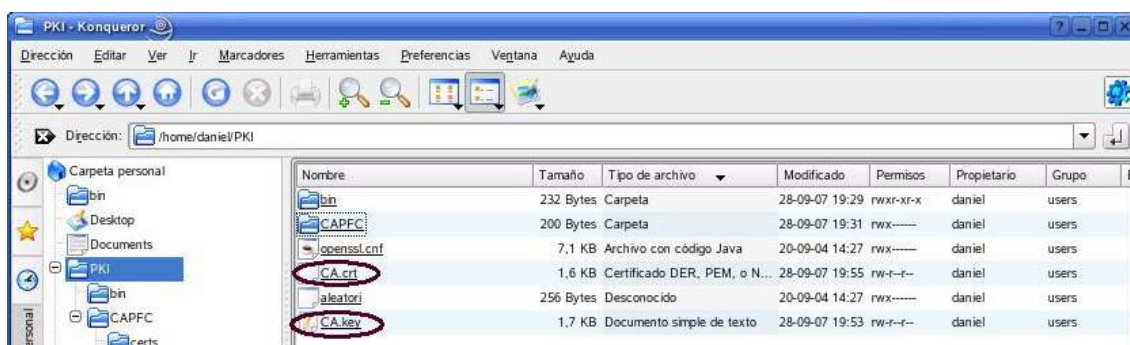 PKI - Konqueror
Dirección Editar Ver Ir Marcadores Herramientas Preferencias Ventana Ayuda
Dirección: /home/daniel/PKI
Carpeta personal
bin
Desktop
Documents
PKI
bin
CAPFC
certs
Nombre Tamaño Tipo de archivo Modificado Permisos Propietario Grupo
bin 232 Bytes Carpeta 28-09-07 19:29 rwxr-xr-x daniel users
CAPFC 200 Bytes Carpeta 28-09-07 19:31 rwx------ daniel users
openssl.cnf 7,1 KB Archivo con código Java 20-09-04 14:27 rwx------ daniel users
CA.crt 1,6 KB Certificado DER, PEM, o N... 28-09-07 19:55 rw-r--r-- daniel users
aleatori 256 Bytes Desconocido 20-09-04 14:27 rwx------ daniel users
CA.key 1,7 KB Documento simple de texto 28-09-07 19:53 rw-r--r-- daniel users